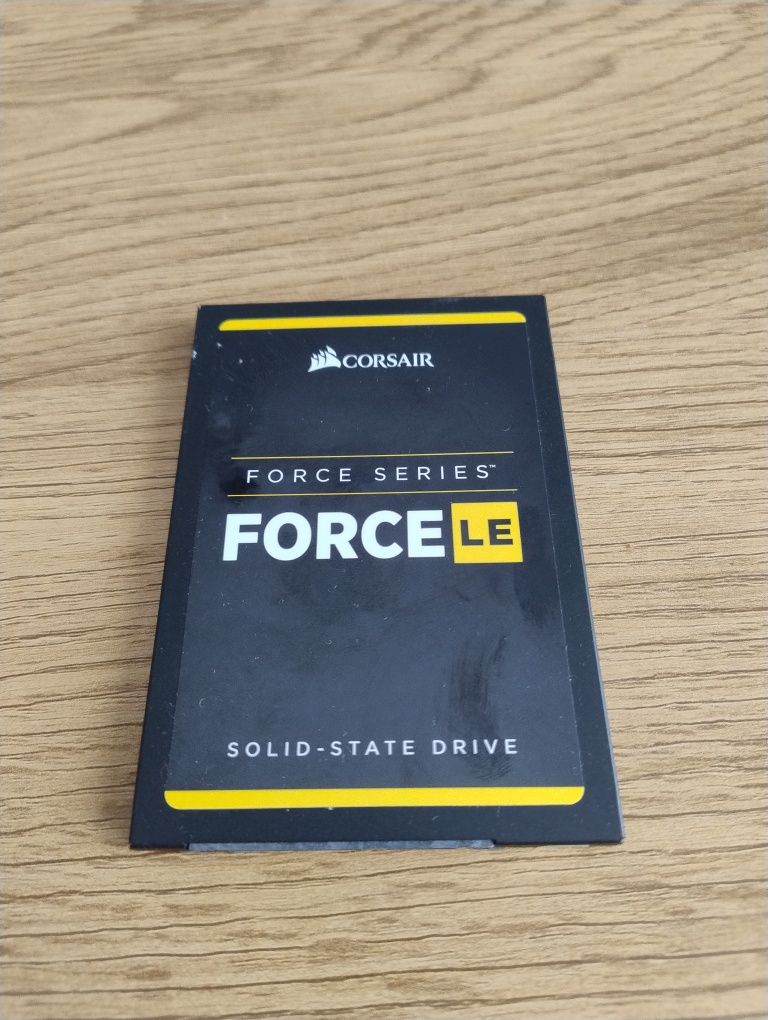 CORSAIR
FORCE SERIES™
FORCE LE
SOLID-STATE DRIVE